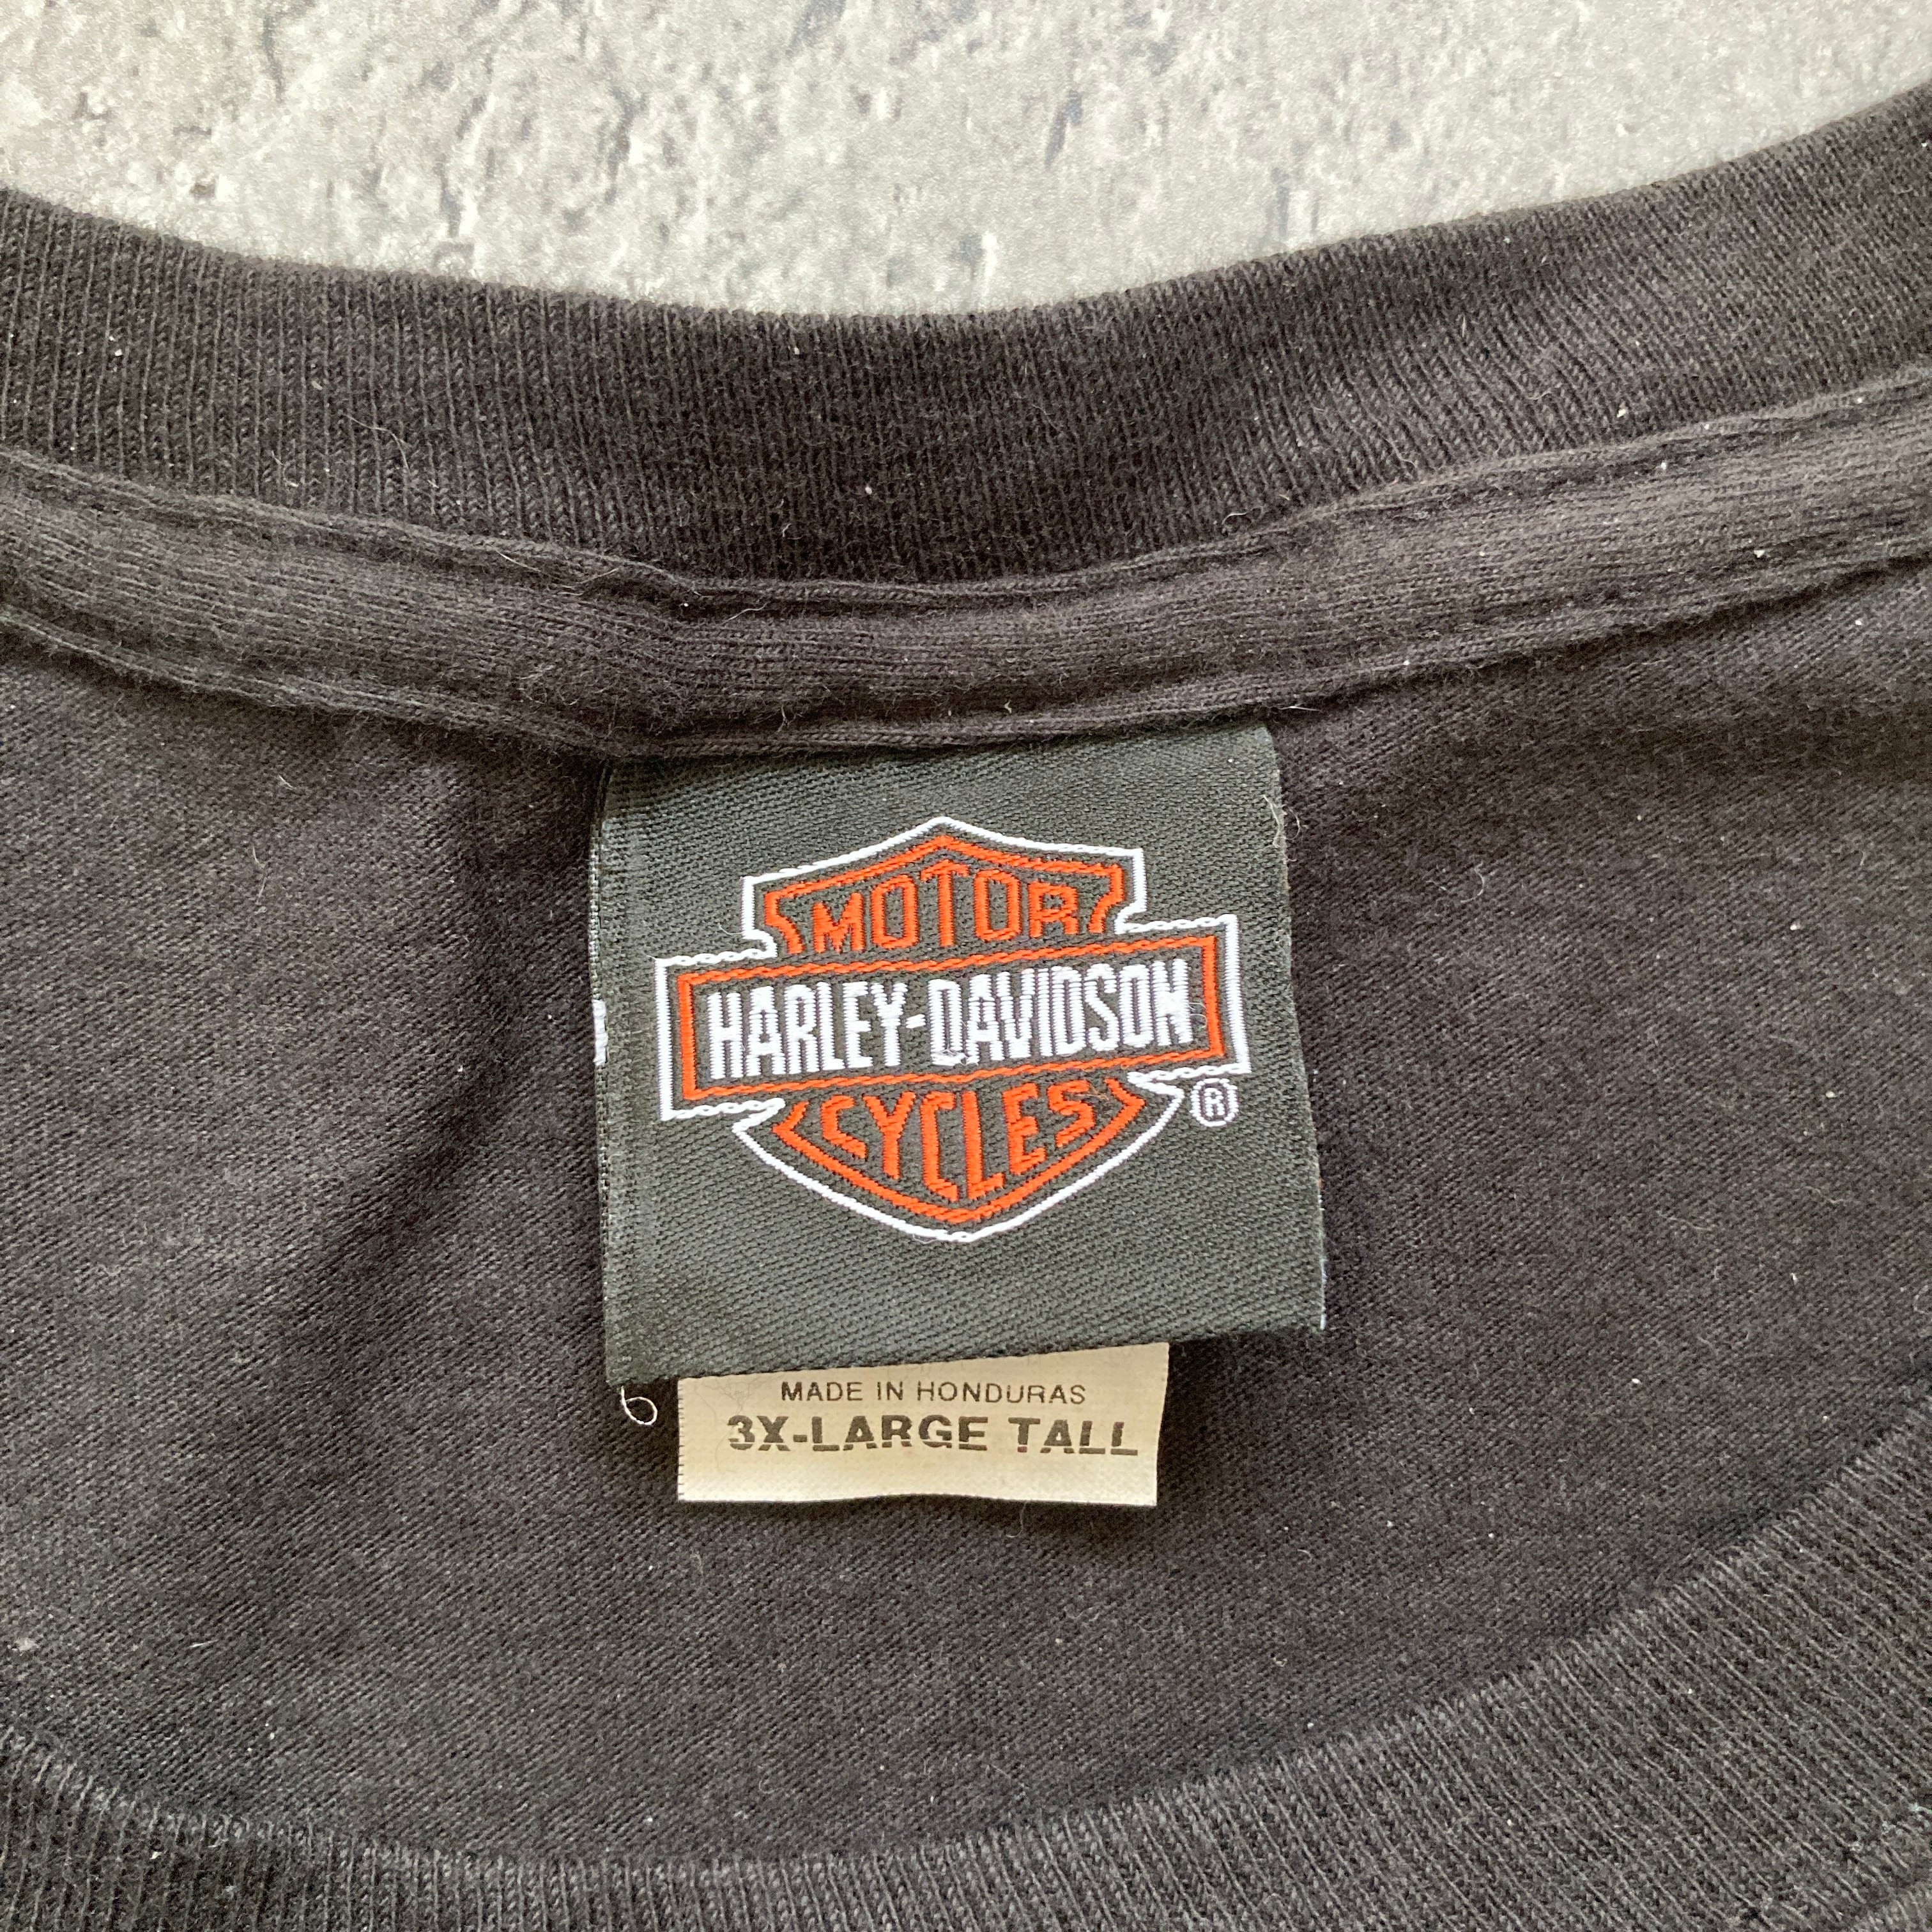 MOTOR
HARLEY-DAVIDSON
CYCLES
®
MADE IN HONDURAS
3X-LARGE TALL